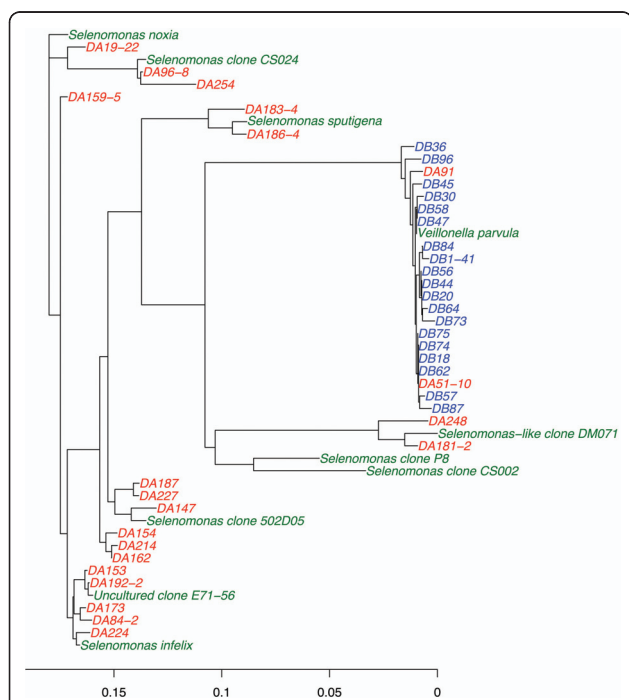 Selenomonas noxia
DA19-22
Selenomonas clone CS024
DA96-8
DA254
DA159-5
DA183-4
Selenomonas sputigena
DA186-4
DB36
DB96
DA91
DB45
DB30
DB58
DB47
Veillonella parvula
DB84
DB1-41
DB56
DB44
DB20
DB64
DB73
DB75
DB74
DB18
DB62
DA51-10
DB57
DB87
DA248
Selenomonas-like clone DM071
DA181-2
Selenomonas clone P8
Selenomonas clone CS002
DA187
DA227
DA147
Selenomonas clone 502D05
DA154
DA214
DA162
DA153
DA192-2
Uncultured clone E71-56
DA173
DA84-2
DA224
Selenomonas infelix
0.15 0.1 0.05 0